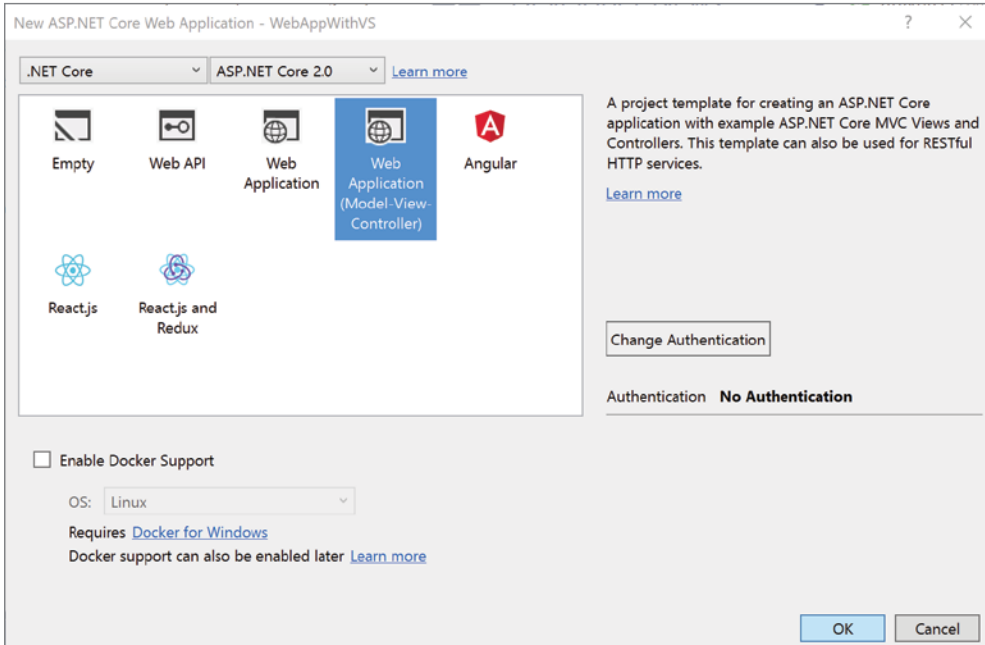 New ASP.NET Core Web Application - WebAppWithVS
?
.NET Core
ASP.NET Core 2.0
Learn more
Empty
Web API
Web
Application
Web
Application
(Model-View-
Controller)
Angular
React.js
React.js and
Redux
A project template for creating an ASP.NET Core
application with example ASP.NET Core MVC Views and
Controllers. This template can also be used for RESTful
HTTP services.
Learn more
Change Authentication
Authentication No Authentication
Enable Docker Support
OS: Linux
Requires Docker for Windows
Docker support can also be enabled later Learn more
OK
Cancel